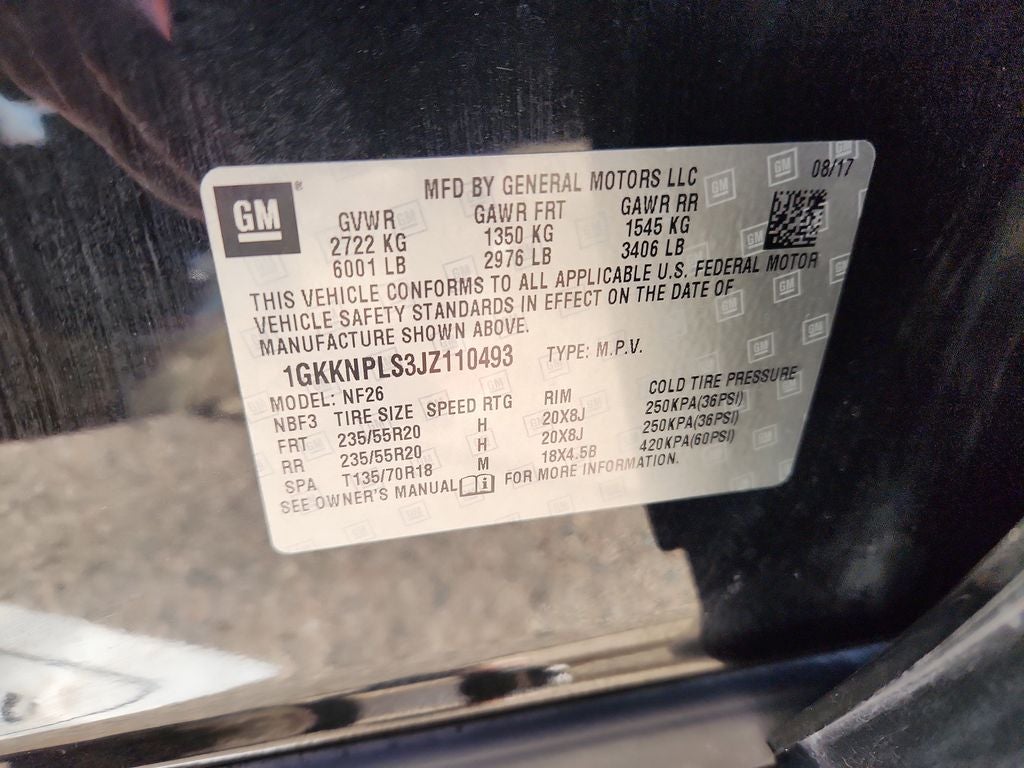 GM
MFD BY GENERAL MOTORS LLC 08/17
GVWR GAWR FRT GAWR RR
2722 KG 1350 KG 1545 KG
6001 LB 2976 LB 3406 LB
THIS VEHICLE CONFORMS TO ALL APPLICABLE U.S. FEDERAL MOTOR
VEHICLE SAFETY STANDARDS IN EFFECT ON THE DATE OF
MANUFACTURE SHOWN ABOVE.
1GKKNPLS3JZ110493 TYPE: M.P.V.
MODEL: NF26
NBF3 TIRE SIZE SPEED RTG RIM COLD TIRE PRESSURE
FRT 235/55R20 H 20X8J 250KPA(36PSI)
RR 235/55R20 H 20X8J 250KPA(36PSI)
SPA T135/70R18 M 18X4.5B 420KPA(60PSI)
SEE OWNER'S MANUAL FOR MORE INFORMATION.